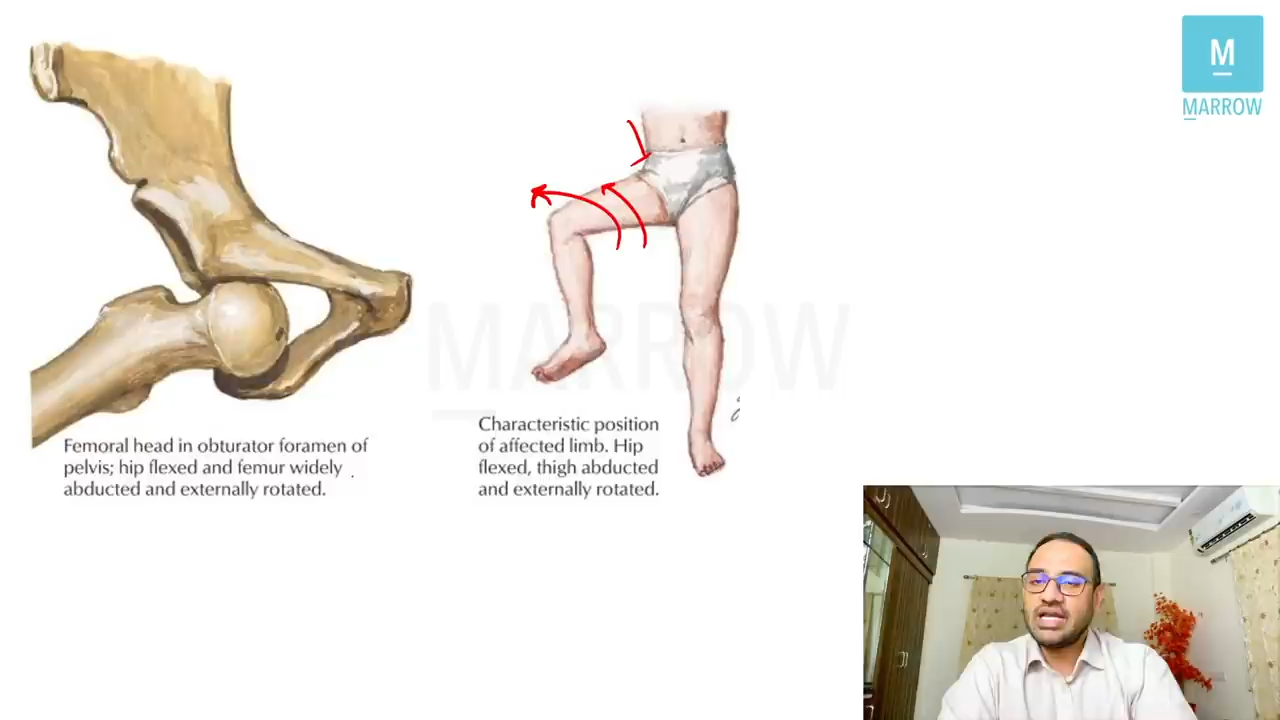 M
MARROW
MARROW
Femoral head in obturator foramen of
pelvis; hip flexed and femur widely
abducted and externally rotated.
Characteristic position
of affected limb. Hip
flexed, thigh abducted
and externally rotated.